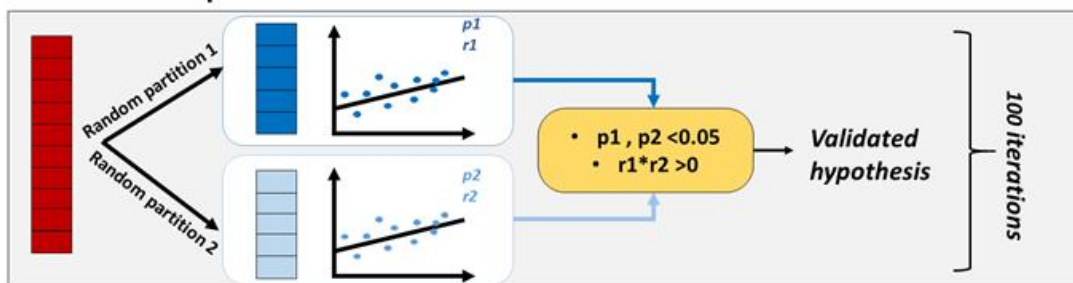 Random partition 1
Random partition 2
p1
r1
p2
r2
• p1 , p2 <0.05
• r1*r2 >0
Validated
hypothesis
100 iterations